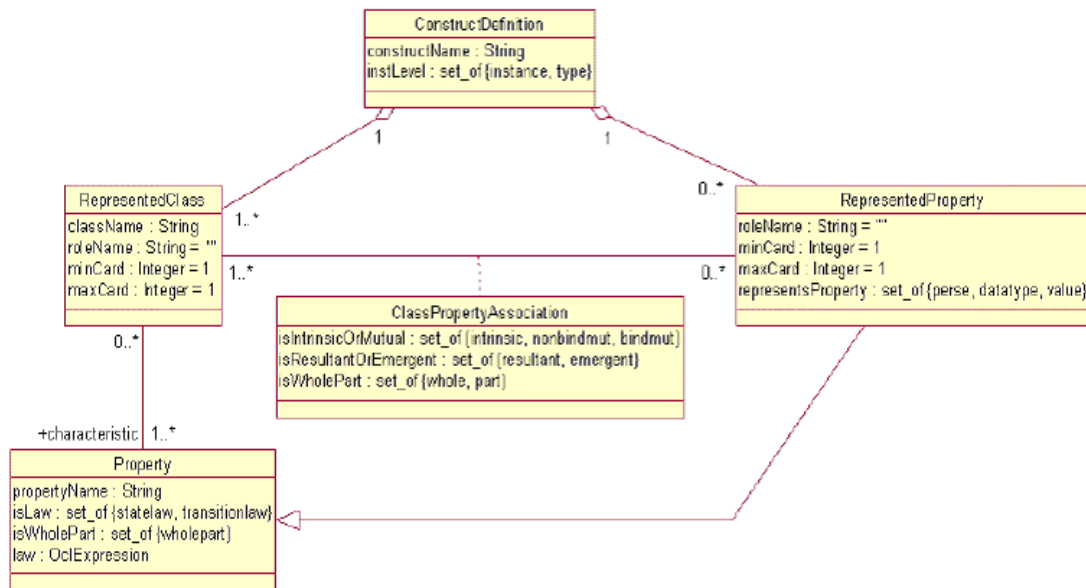 ConstructDefinition
constructName : String
instLevel : set_of {instance, type}
1
1
0..*
1..*
RepresentedClass
className : String
roleName : String = ""
minCard : Integer = 1
maxCard : Integer = 1
RepresentedProperty
roleName : String = ""
minCard : Integer = 1
maxCard : Integer = 1
representsProperty : set_of {perse, datatype, value}
1..*
0..*
ClassPropertyAssociation
isIntrinsicOrMutual : set_of {intrinsic, nonbindmut, bindmut}
isResultantOrEmergent : set_of {resultant, emergent}
isWholePart : set_of {whole, part}
0..*
+characteristic
1..*
Property
propertyName : String
isLaw : set_of {statelaw, transitionlaw}
isWholePart : set_of {wholepart}
law : OclExpression